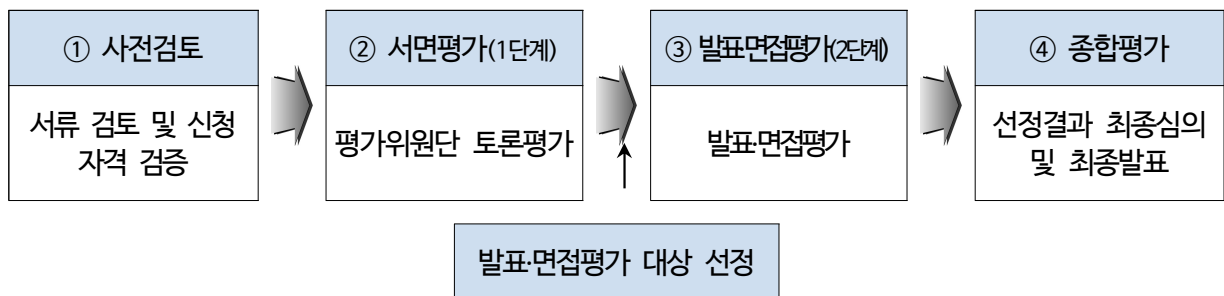 ① 사전검토
서류 검토 및 신청
자격 검증
② 서면평가(1단계)
평가위원단 토론평가
③ 발표·면접평가(2단계)
발표·면접평가
④ 종합평가
선정결과 최종심의
및 최종발표
발표·면접평가 대상 선정